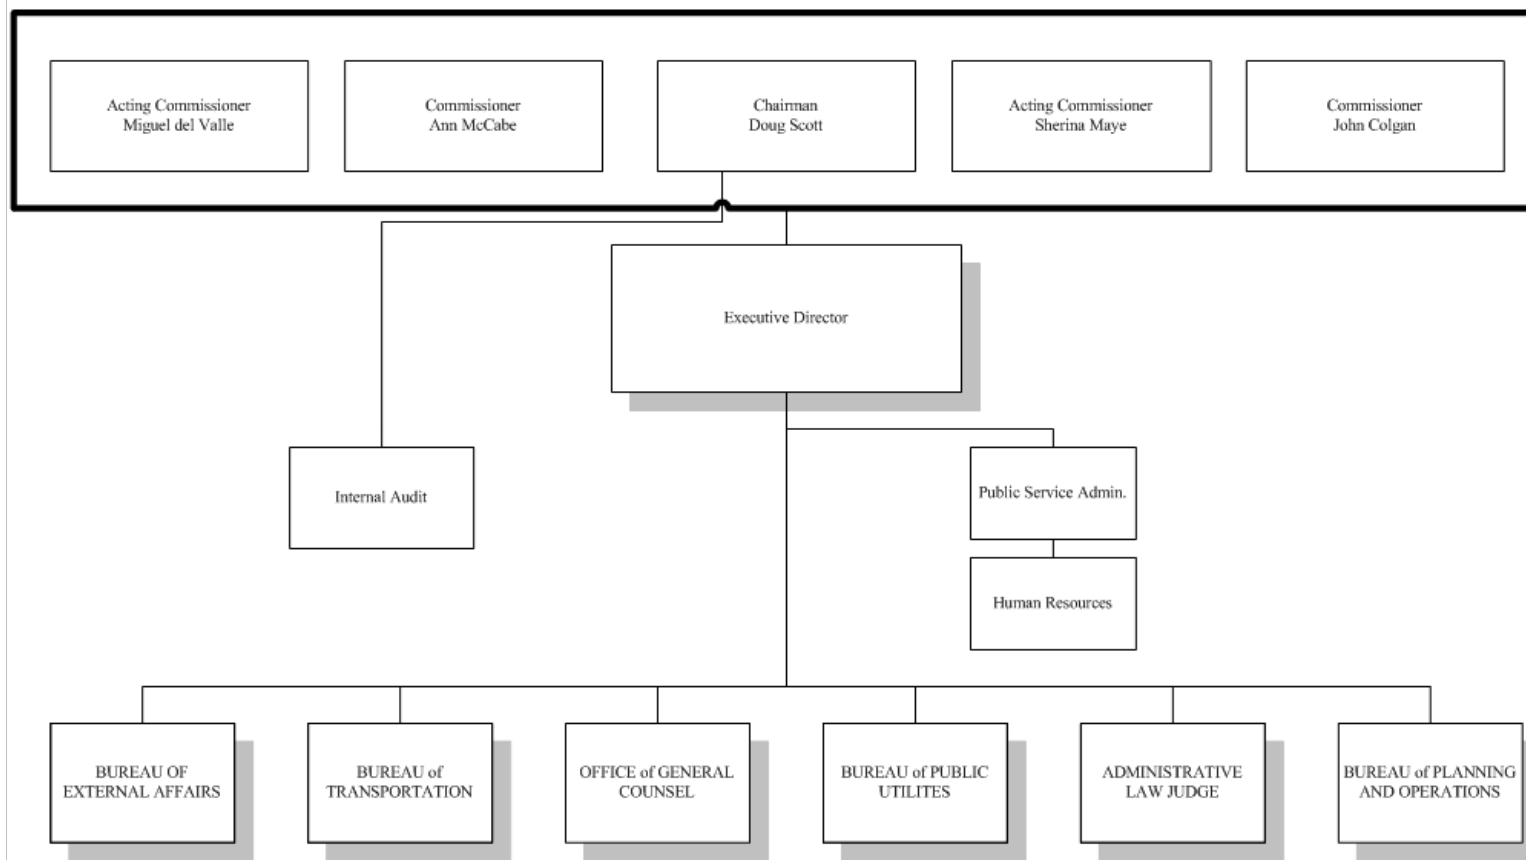 Acting Commissioner
Miguel del Valle
Commissioner
Ann McCabe
Chairman
Doug Scott
Acting Commissioner
Sherina Maye
Commissioner
John Colgan
Executive Director
Internal Audit
Public Service Admin.
Human Resources
BUREAU OF
EXTERNAL AFFAIRS
BUREAU of
TRANSPORTATION
OFFICE of GENERAL
COUNSEL
BUREAU of PUBLIC
UTILITES
ADMINISTRATIVE
LAW JUDGE
BUREAU of PLANNING
AND OPERATIONS